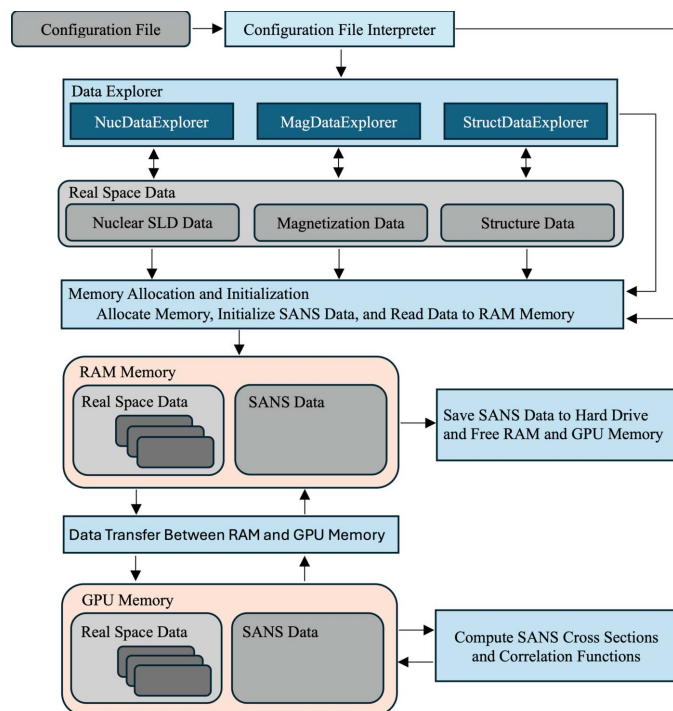 Configuration File
Configuration File Interpreter
Data Explorer
NucDataExplorer
MagDataExplorer
StructDataExplorer
Real Space Data
Nuclear SLD Data
Magnetization Data
Structure Data
Memory Allocation and Initialization
Allocate Memory, Initialize SANS Data, and Read Data to RAM Memory
RAM Memory
Real Space Data
SANS Data
Save SANS Data to Hard Drive
and Free RAM and GPU Memory
Data Transfer Between RAM and GPU Memory
GPU Memory
Real Space Data
SANS Data
Compute SANS Cross Sections
and Correlation Functions